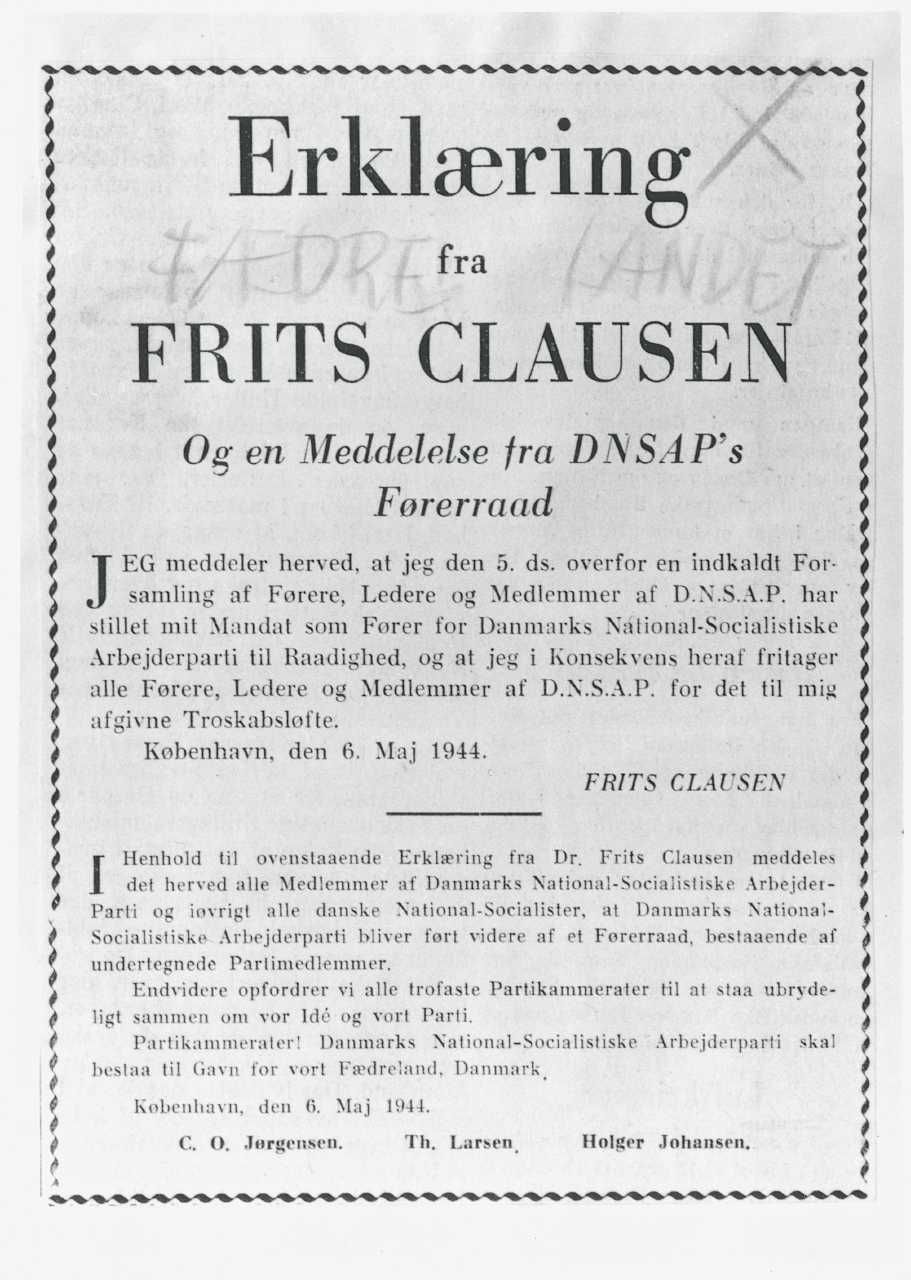 Erklæring
FÆDRE LANDET
fra
FRITS CLAUSEN
Og en Meddelelse fra DNSAP's
Førerraad
JEG meddeler herved, at jeg den 5. ds. overfor en indkaldt For-
samling af Førere, Ledere og Medlemmer af D.N.S.A.P. har
stillet mit Mandat som Fører for Danmarks National-Socialistiske
Arbejderparti til Raadighed, og at jeg i Konsekvens heraf fritager
alle Førere, Ledere og Medlemmer af D.N.S.A.P. for det til mig
afgivne Troskabsløfte.
København, den 6. Maj 1944.
FRITS CLAUSEN
I Henhold til ovenstaaende Erklæring fra Dr. Frits Clausen meddeles
det herved alle Medlemmer af Danmarks National-Socialistiske Arbejder-
Parti og iøvrigt alle danske National-Socialister, at Danmarks National-
Socialistiske Arbejderparti bliver ført videre af et Førerraad, bestaaende af
undertegnede Partimedlemmer.
Endvidere opfordrer vi alle trofaste Partikammerater til at staa ubryde-
ligt sammen om vor Idé og vort Parti.
Partikammerater! Danmarks National-Socialistiske Arbejderparti skal
bestaa til Gavn for vort Fædreland, Danmark.
København, den 6. Maj 1944.
C. O. Jørgensen. Th. Larsen. Holger Johansen.